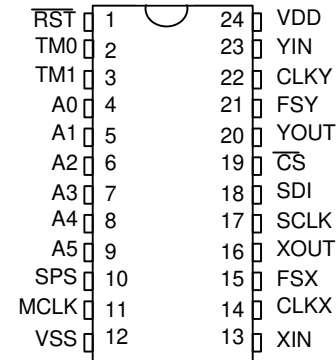 RST 1 24 VDD
TM0 2 23 YIN
TM1 3 22 CLKY
A0 4 21 FSY
A1 5 20 YOUT
A2 6 19 CS
A3 7 18 SDI
A4 8 17 SCLK
A5 9 16 XOUT
SPS 10 15 FSX
MCLK 11 14 CLKX
VSS 12 13 XIN